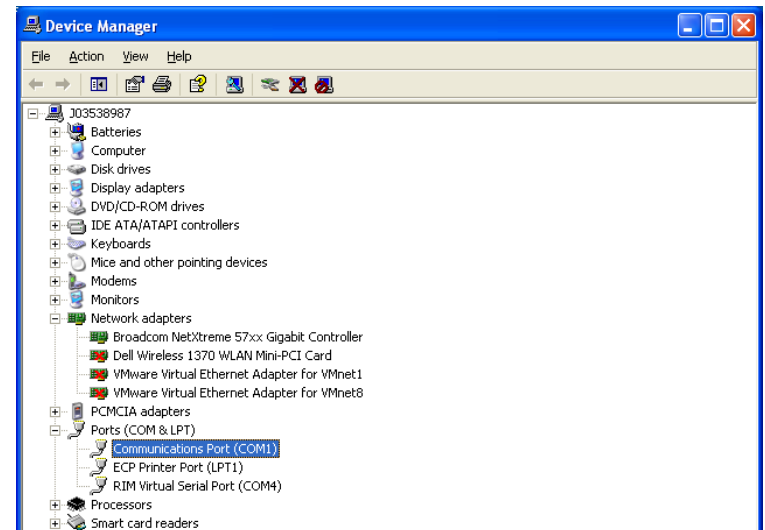 Device Manager
File Action View Help
J03538987
Batteries
Computer
Disk drives
Display adapters
DVD/CD-ROM drives
IDE ATA/ATAPI controllers
Keyboards
Mice and other pointing devices
Modems
Monitors
Network adapters
Broadcom NetXtreme 57xx Gigabit Controller
Dell Wireless 1370 WLAN Mini-PCI Card
VMware Virtual Ethernet Adapter for VMnet1
VMware Virtual Ethernet Adapter for VMnet8
PCMCIA adapters
Ports (COM & LPT)
Communications Port (COM1)
ECP Printer Port (LPT1)
RIM Virtual Serial Port (COM4)
Processors
Smart card readers